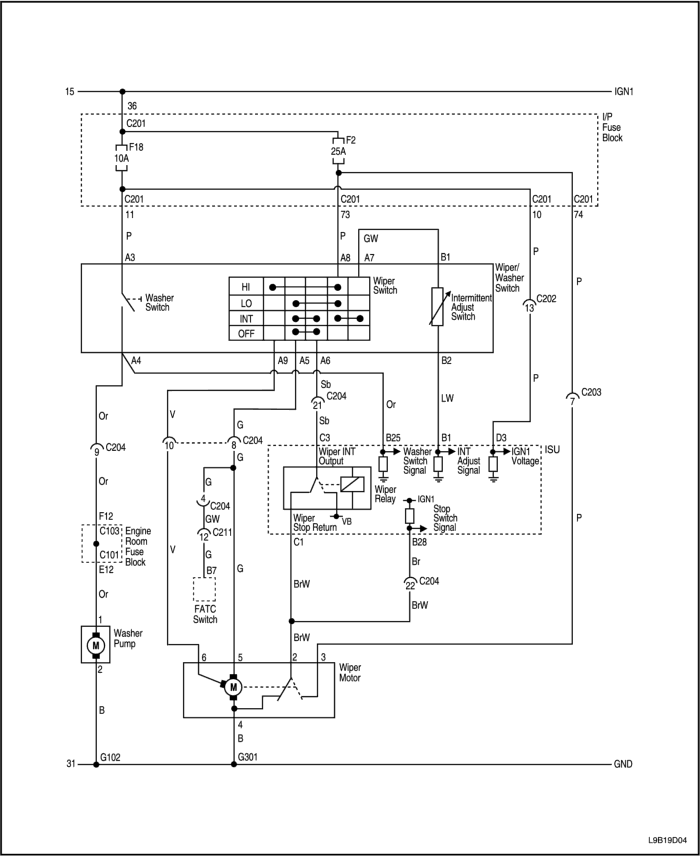 15
IGN1
36
C201
I/P
Fuse
Block
F18
10A
F2
25A
C201
C201
C201
C201
11
73
10
74
P
P
GW
P
P
A3
A8
A7
B1
Wiper/
Washer
Switch
HI
LO
INT
OFF
Wiper
Switch
Washer
Switch
Intermittent
Adjust
Switch
C202
13
A4
A9
A5
A6
B2
P
Sb
C204
21
Sb
Or
LW
C203
7
Or
V
G
C204
9
10
8
C204
C3
B25
B1
D3
ISU
Wiper INT
Output
Washer
Switch
Signal
INT
Adjust
Signal
IGN1
Voltage
G
G
4
C204
GW
12
C211
G
B7
FATC
Switch
Wiper
Relay
IGN1
Stop
Switch
Signal
VB
Wiper
Stop Return
C1
B28
Or
F12
C103
C101
E12
Engine
Room
Fuse
Block
V
G
P
Br
22
C204
BrW
BrW
BrW
Or
1
Washer
Pump
M
2
6
5
2
3
Wiper
Motor
M
4
B
B
31
G102
G301
GND
L9B19D04